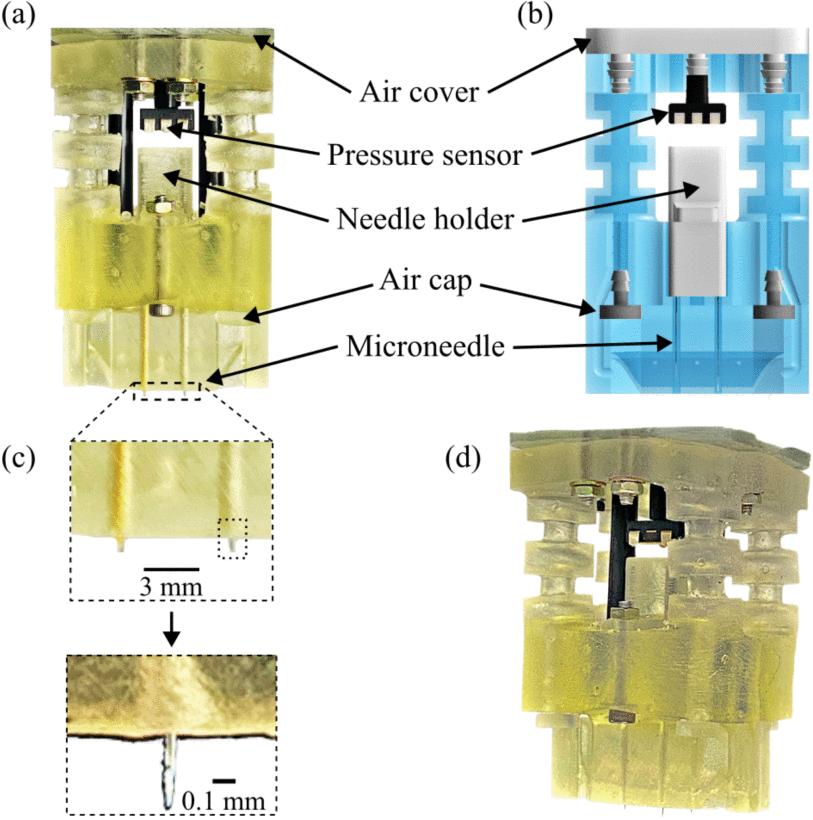 (a)
(b)
Air cover
Pressure sensor
Needle holder
Air cap
Microneedle
(c)
(d)
3 mm
0.1 mm